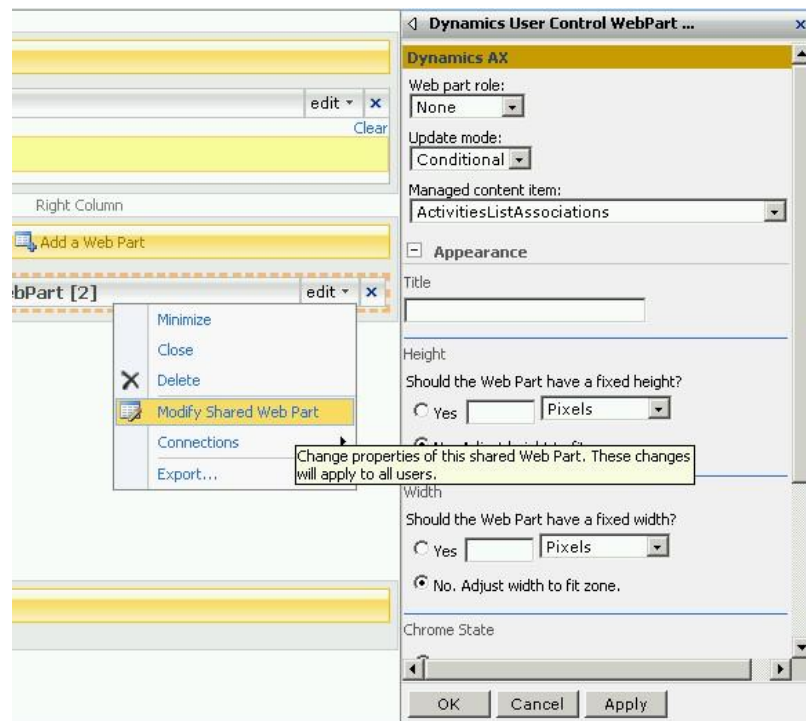 edit
Clear
Right Column
Add a Web Part
bPart [2]
edit
Minimize
Close
Delete
Modify Shared Web Part
Connections
Export...
Change properties of this shared Web Part. These changes
will apply to all users.
Dynamics User Control WebPart ...
Dynamics AX
Web part role:
None
Update mode:
Conditional
Managed content item:
ActivitiesListAssociations
Appearance
Title
Height
Should the Web Part have a fixed height?
Yes
Pixels
Width
Should the Web Part have a fixed width?
Yes
Pixels
No. Adjust width to fit zone.
Chrome State
OK
Cancel
Apply